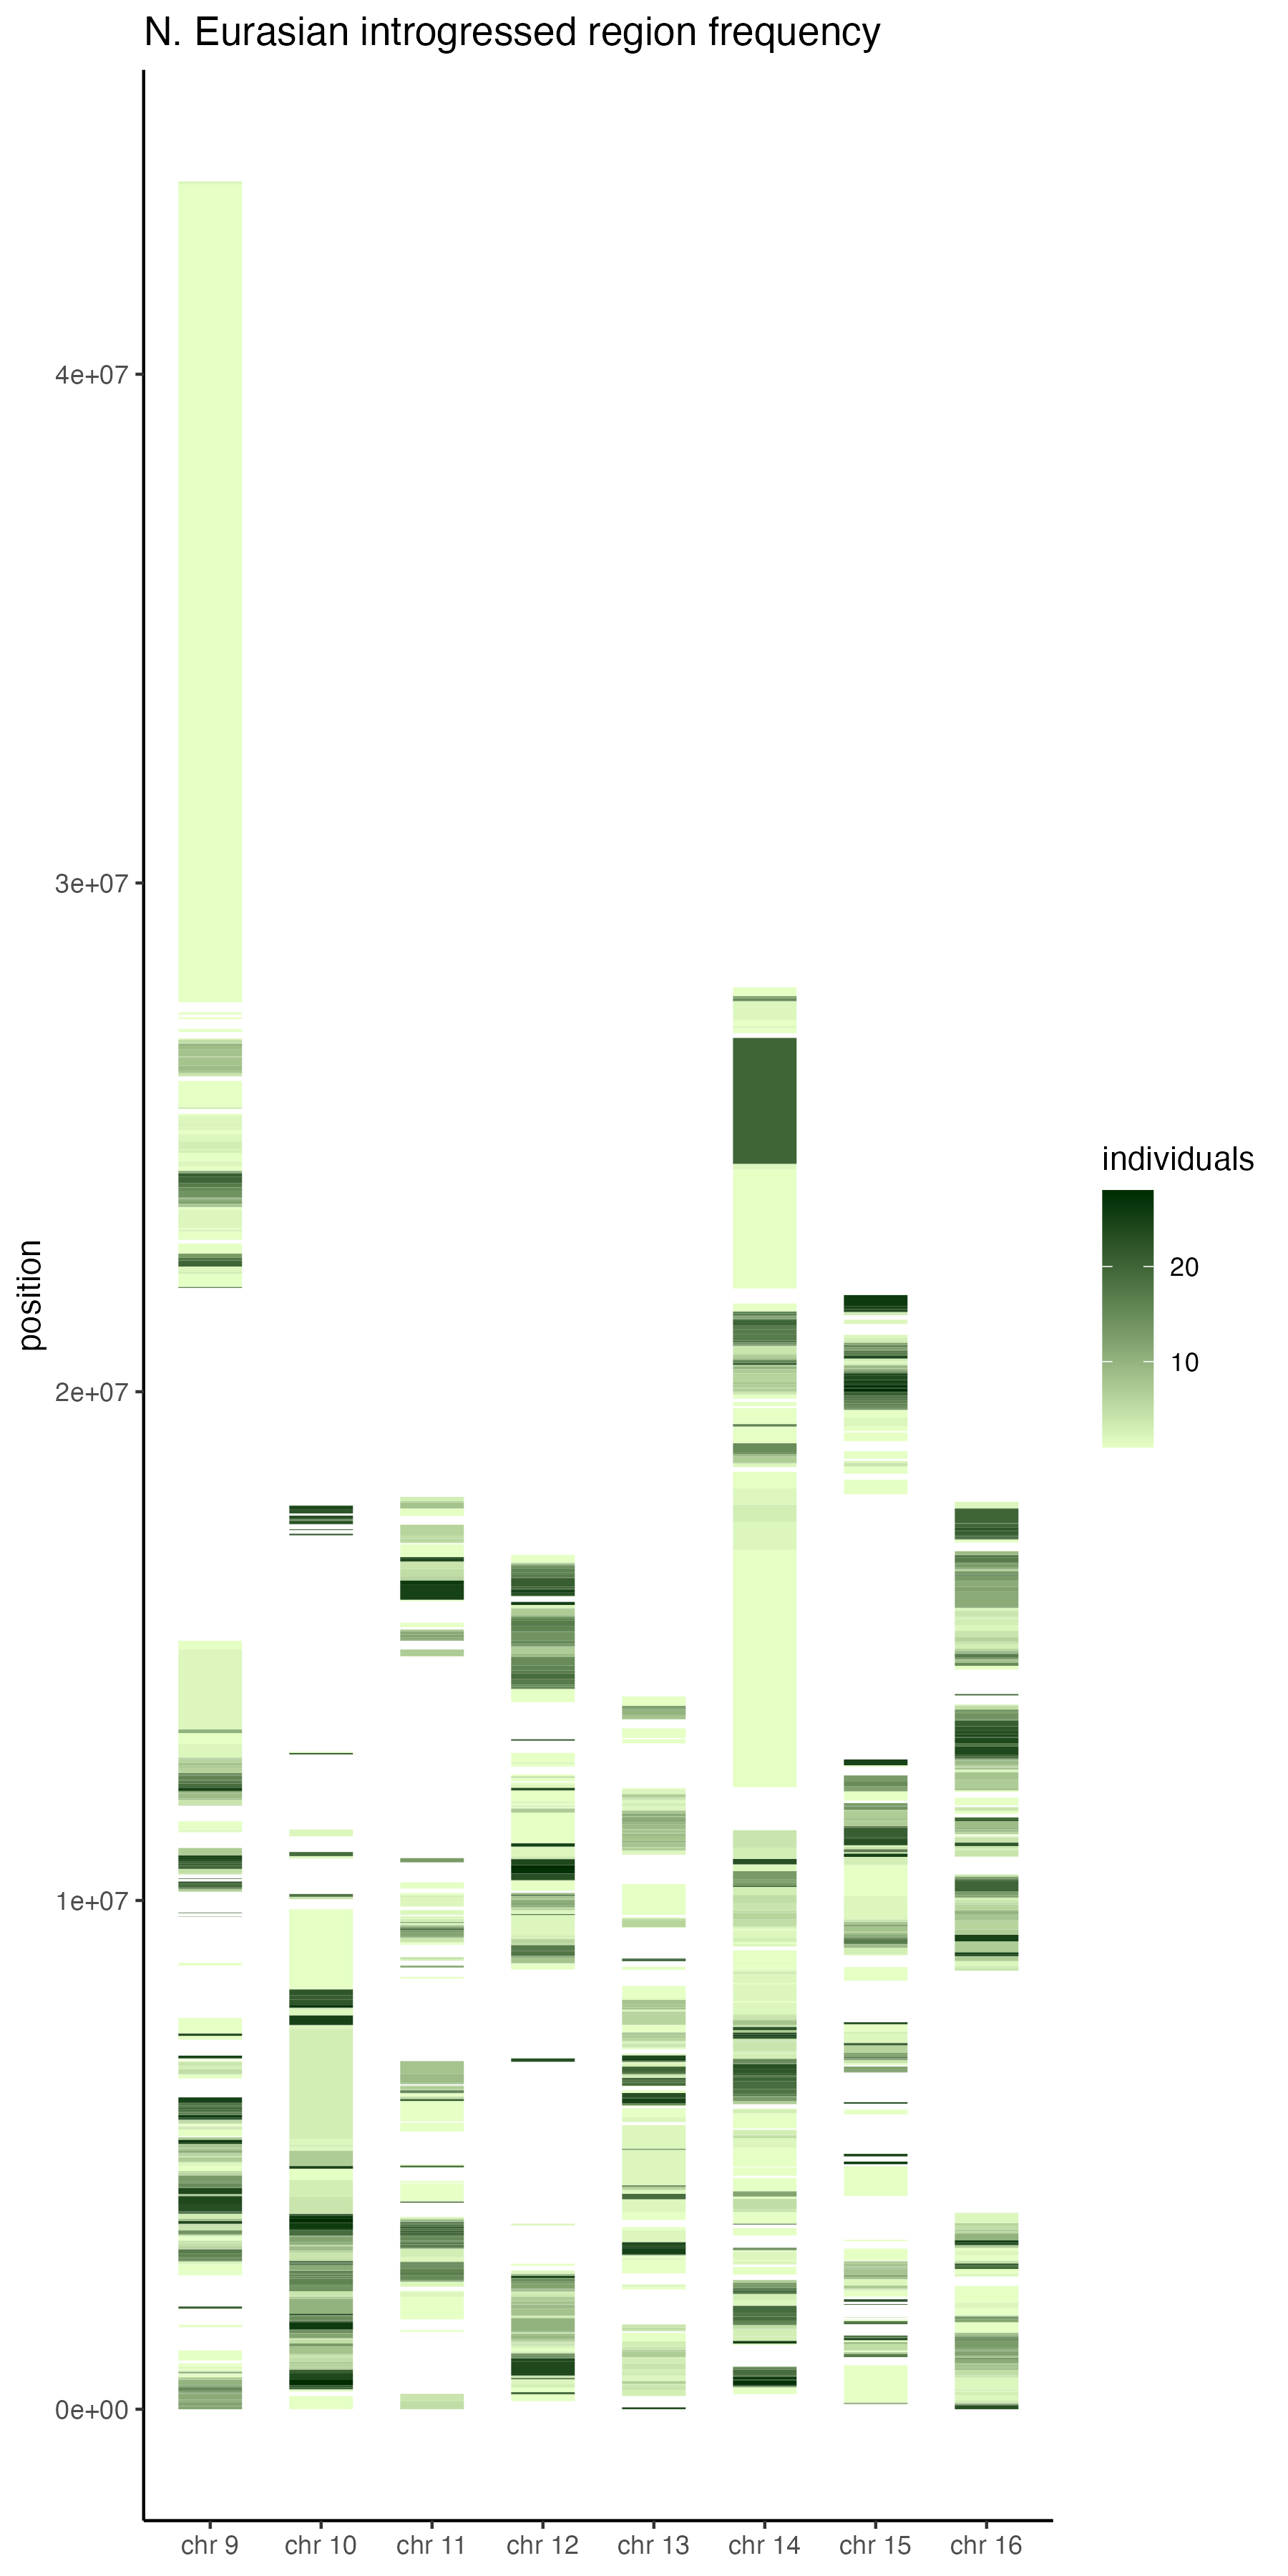 N. Eurasian introgressed region frequency
position
4e+07
3e+07
2e+07
1e+07
0e+00
chr 9 chr 10 chr 11 chr 12 chr 13 chr 14 chr 15 chr 16
individuals
20
10